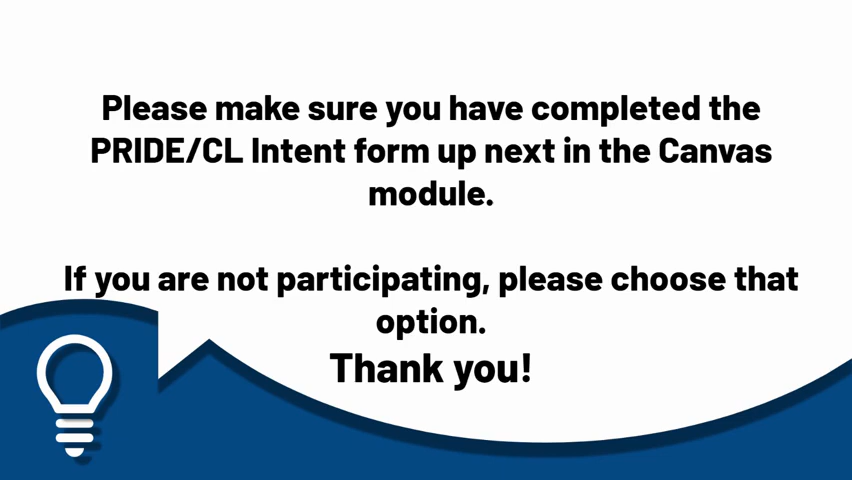 Please make sure you have completed the
PRIDE/CL Intent form up next in the Canvas
module.
If you are not participating, please choose that
option.
Thank you!